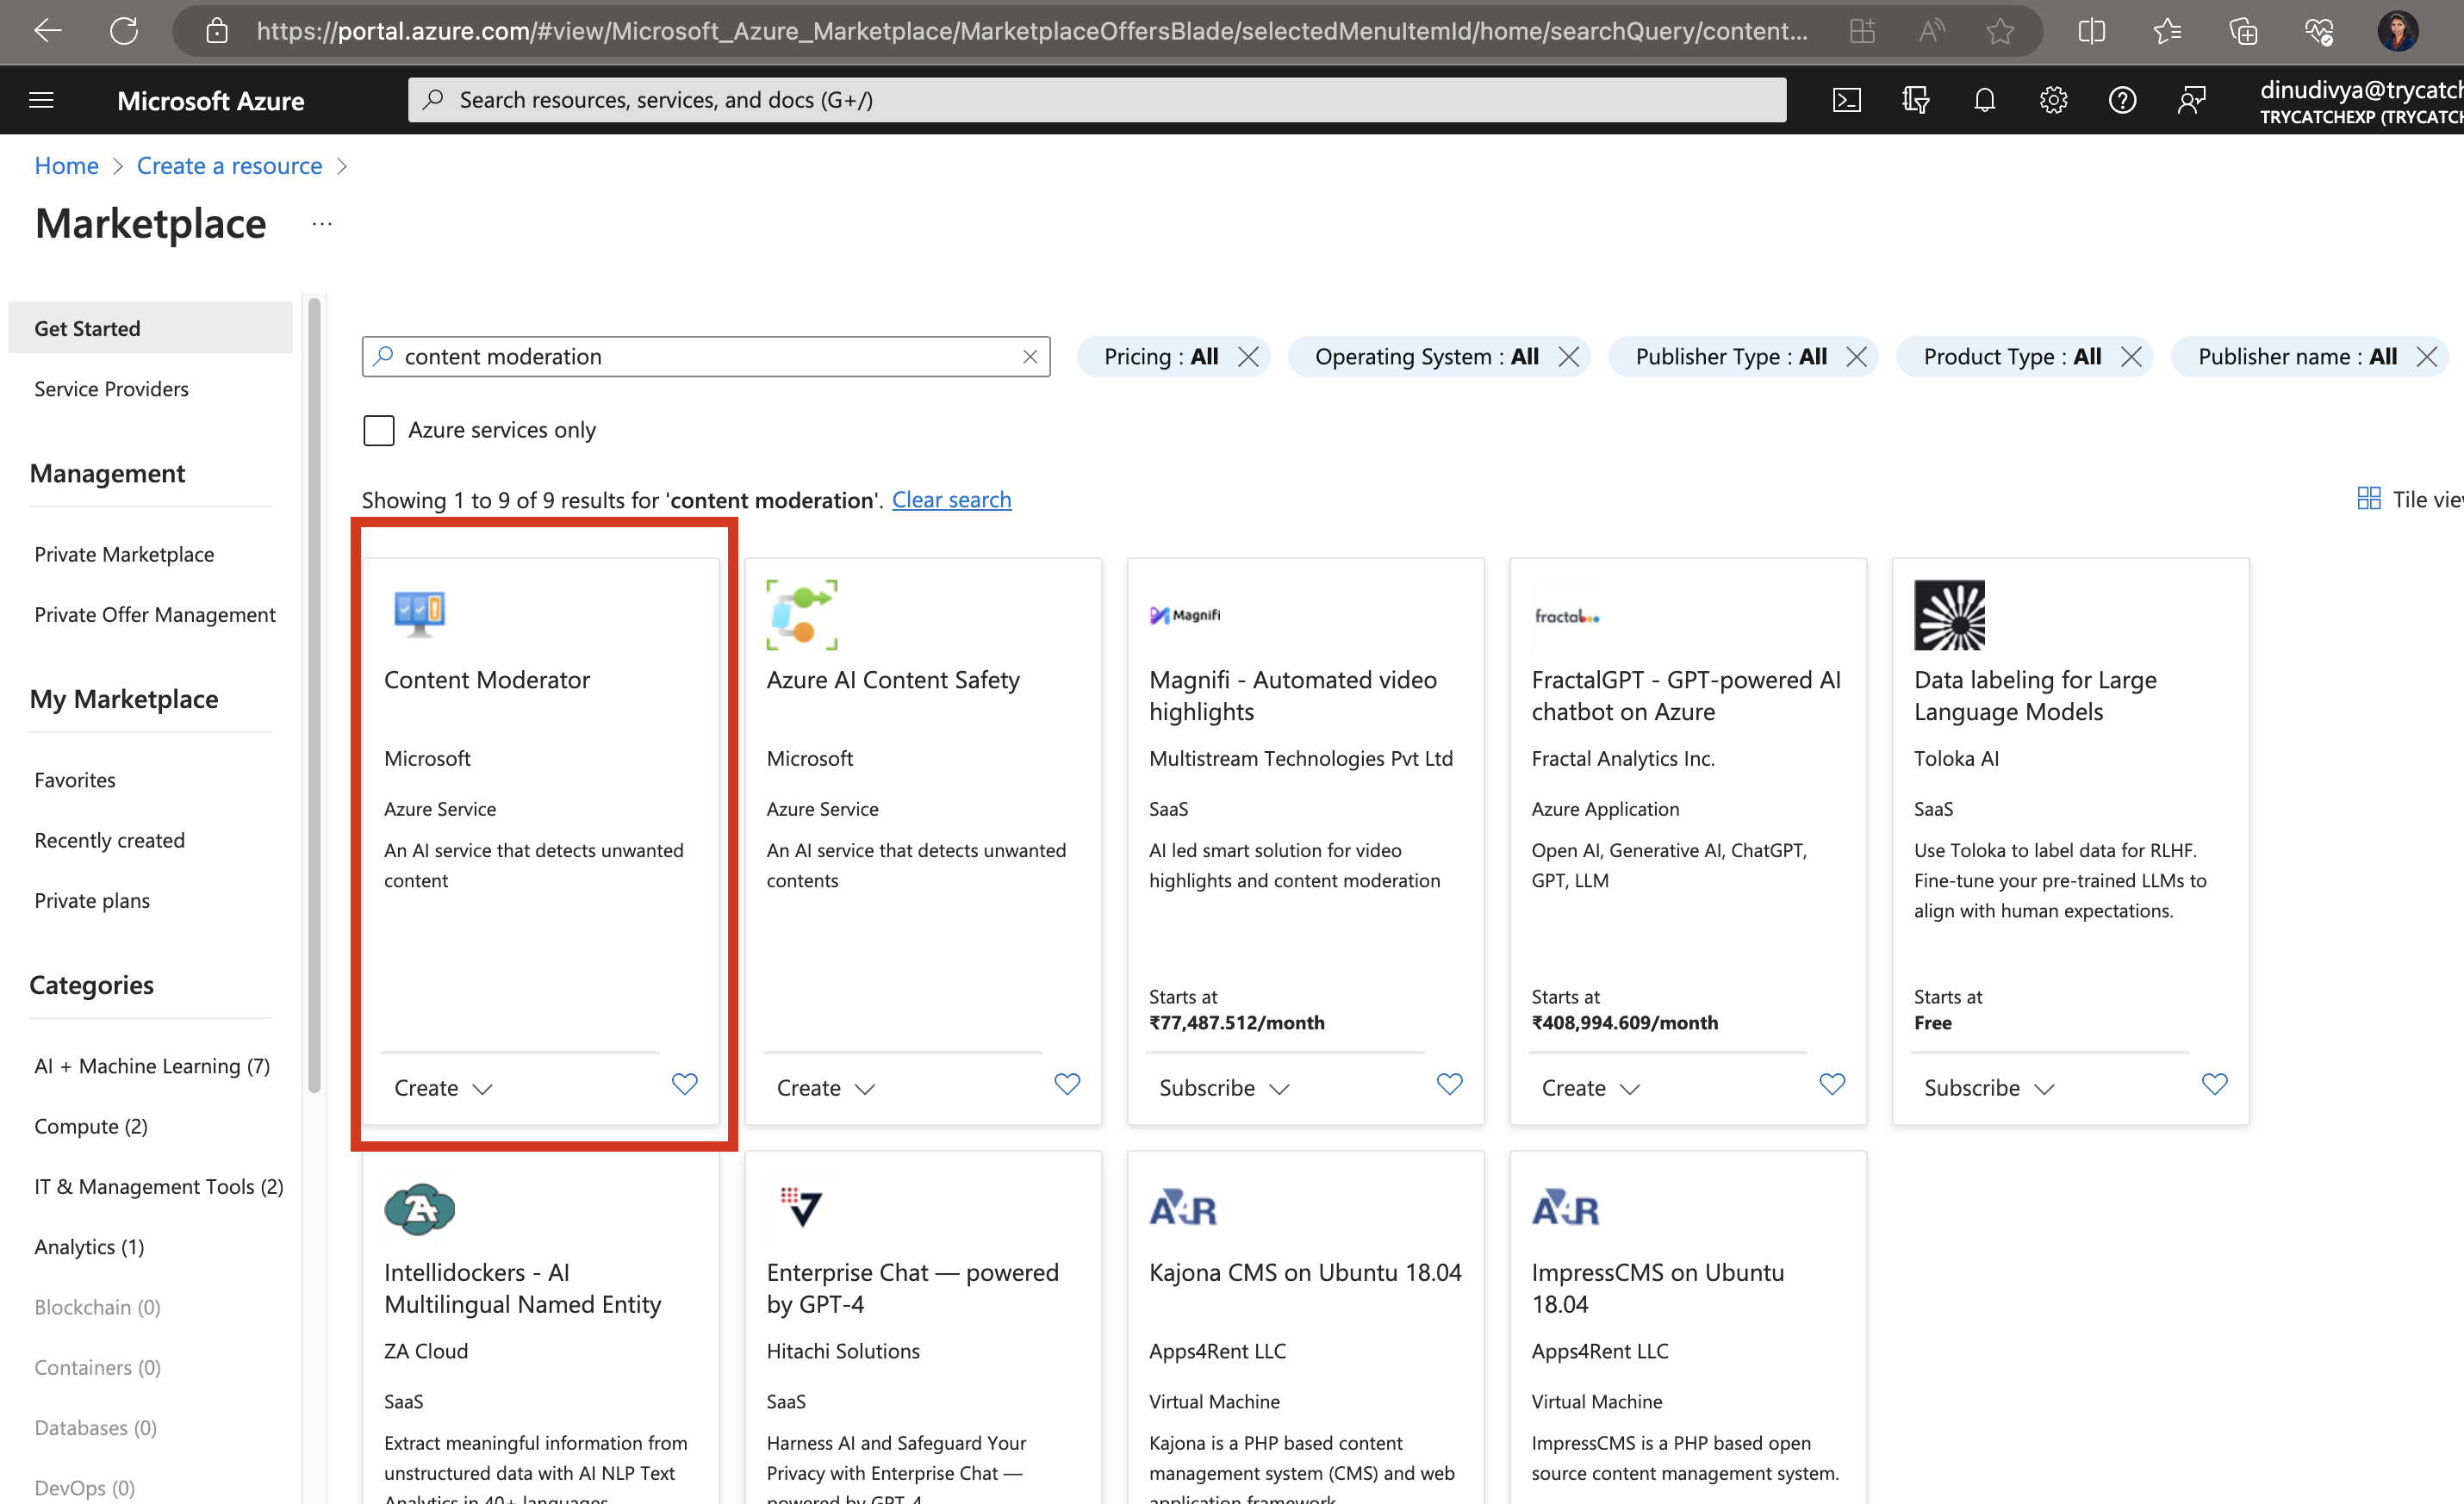 https://portal.azure.com/#view/Microsoft_Azure_Marketplace/MarketplaceOffersBlade/selectedMenuItemId/home/searchQuery/content...
Microsoft Azure
Search resources, services, and docs (G+/)
dinudivya@trycatch
TRYCATCHEXP (TRYCATCH
Home > Create a resource >
Marketplace ...
Get Started
Service Providers
Management
Private Marketplace
Private Offer Management
My Marketplace
Favorites
Recently created
Private plans
Categories
AI + Machine Learning (7)
Compute (2)
IT & Management Tools (2)
Analytics (1)
Blockchain (0)
Containers (0)
Databases (0)
DevOps (0)
content moderation
Pricing : All
Operating System : All
Publisher Type : All
Product Type : All
Publisher name : All
Azure services only
Showing 1 to 9 of 9 results for 'content moderation'. Clear search
Tile vie
Content Moderator
Microsoft
Azure Service
An AI service that detects unwanted
content
Create
Azure AI Content Safety
Microsoft
Azure Service
An AI service that detects unwanted
contents
Create
Magnifi
Magnifi - Automated video
highlights
Multistream Technologies Pvt Ltd
SaaS
AI led smart solution for video
highlights and content moderation
Starts at
₹77,487.512/month
Subscribe
fractal
FractalGPT - GPT-powered AI
chatbot on Azure
Fractal Analytics Inc.
Azure Application
Open AI, Generative AI, ChatGPT,
GPT, LLM
Starts at
₹408,994.609/month
Create
Data labeling for Large
Language Models
Toloka AI
SaaS
Use Toloka to label data for RLHF.
Fine-tune your pre-trained LLMs to
align with human expectations.
Starts at
Free
Subscribe
Intellidockers - AI
Multilingual Named Entity
ZA Cloud
SaaS
Extract meaningful information from
unstructured data with AI NLP Text
Analytics in 40+ languages
Enterprise Chat — powered
by GPT-4
Hitachi Solutions
SaaS
Harness AI and Safeguard Your
Privacy with Enterprise Chat —
powered by GPT-4
A4R
Kajona CMS on Ubuntu 18.04
Apps4Rent LLC
Virtual Machine
Kajona is a PHP based content
management system (CMS) and web
application framework
A4R
ImpressCMS on Ubuntu
18.04
Apps4Rent LLC
Virtual Machine
ImpressCMS is a PHP based open
source content management system.